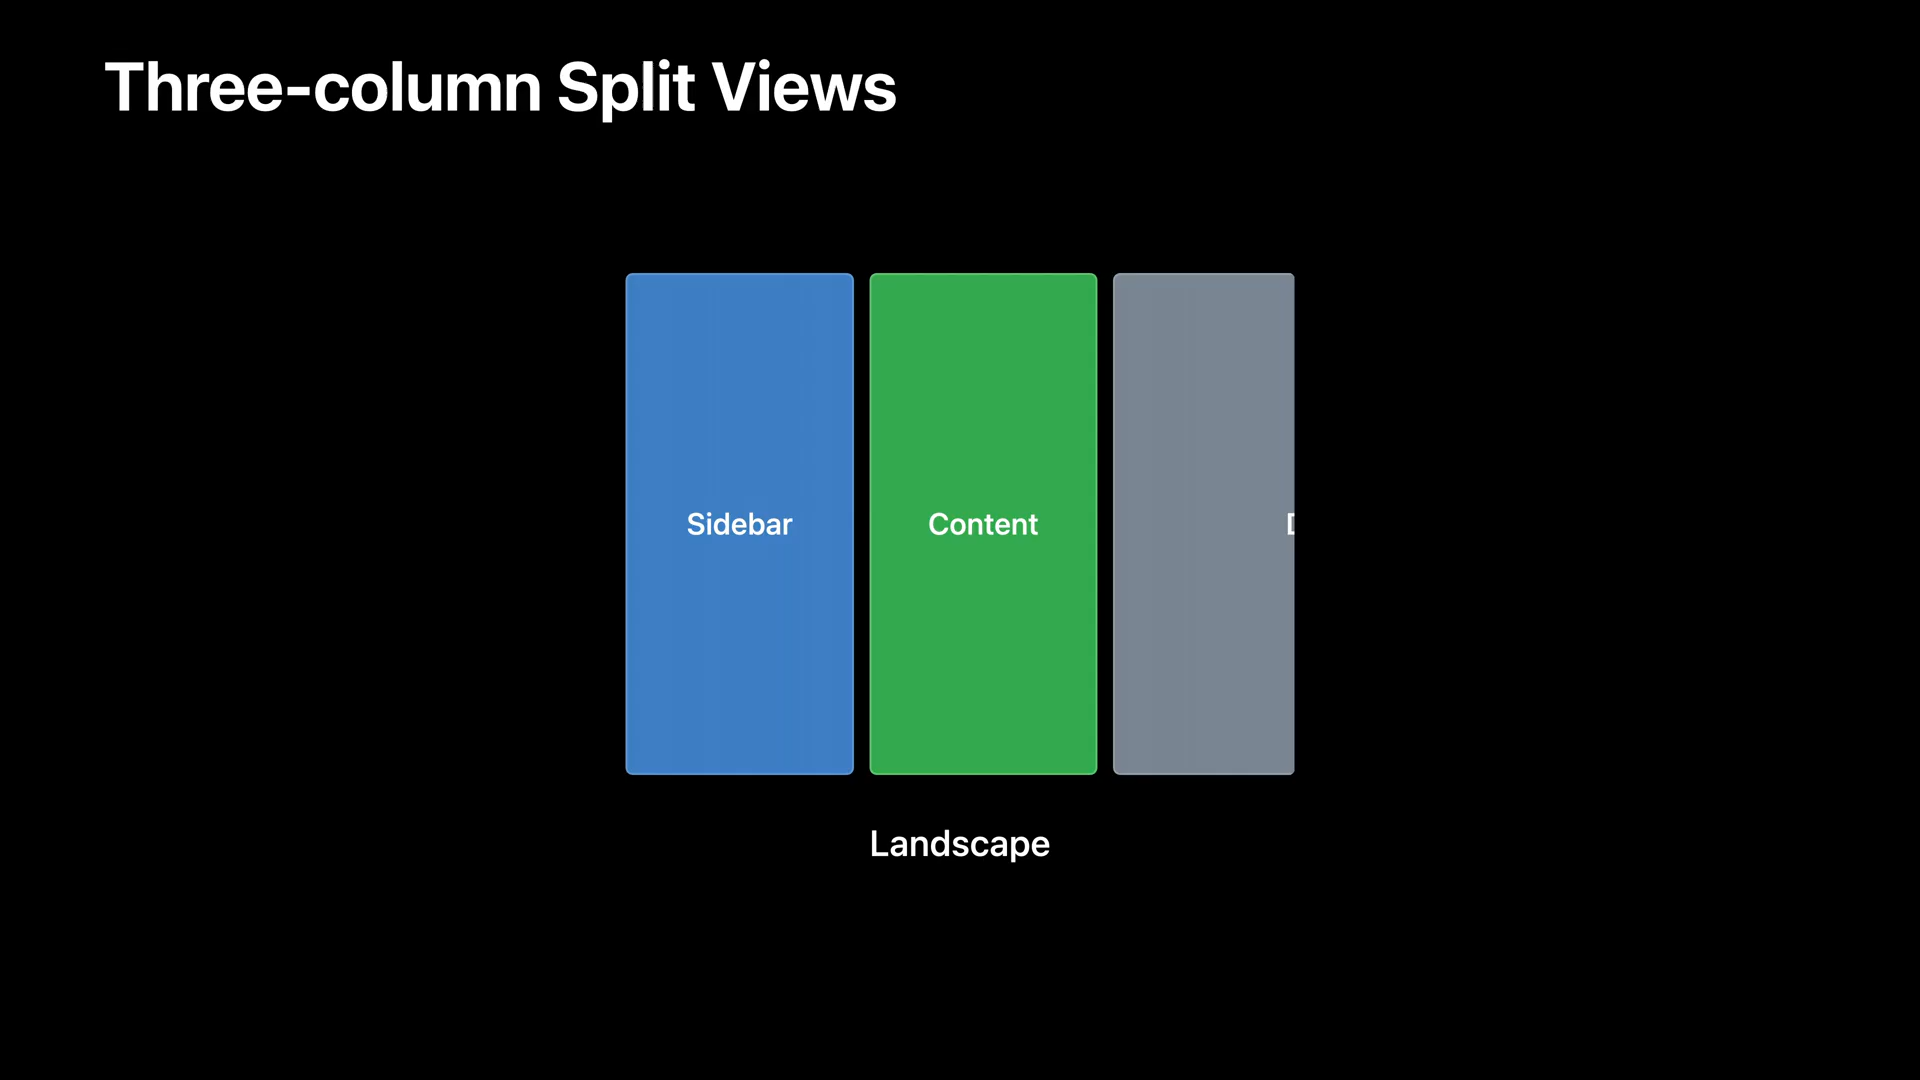 Three-column Split Views
Sidebar
Content
Landscape